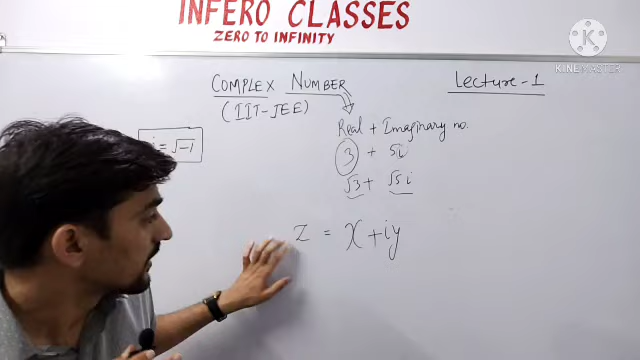 INFERO CLASSES
ZERO TO INFINITY
KINEMASTER
COMPLEX NUMBER
(IIT-JEE)
Lecture-1
Real + Imaginary no.
= √-1
3 + 5i
√3 + √5 i
z = x + iy